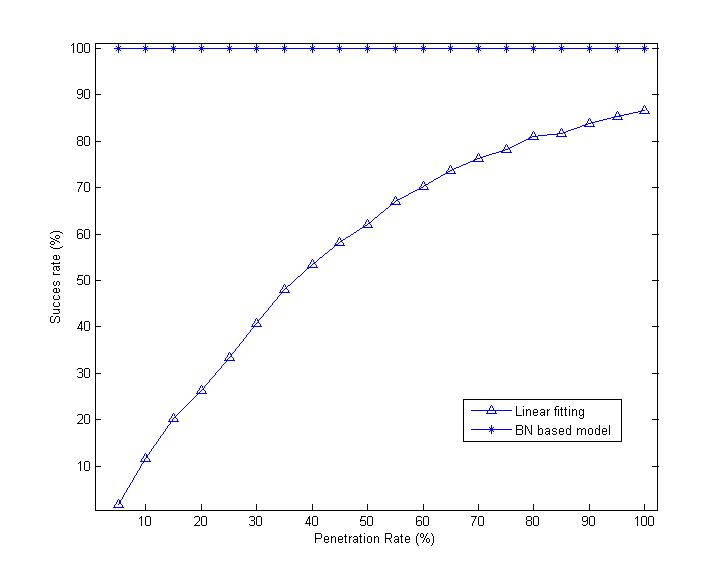 100
90
80
70
60
50
40
30
20
10
Succes rate (%)
Linear fitting
BN based model
10 20 30 40 50 60 70 80 90 100
Penetration Rate (%)